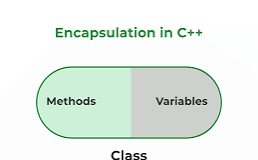 Encapsulation in C++
Methods Variables
Class